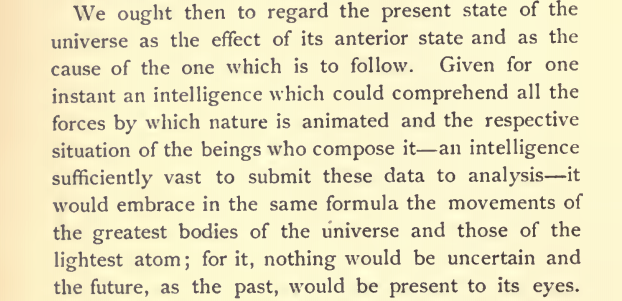 We ought then to regard the present state of the
universe as the effect of its anterior state and as the
cause of the one which is to follow. Given for one
instant an intelligence which could comprehend all the
forces by which nature is animated and the respective
situation of the beings who compose it—an intelligence
sufficiently vast to submit these data to analysis—it
would embrace in the same formula the movements of
the greatest bodies of the universe and those of the
lightest atom; for it, nothing would be uncertain and
the future, as the past, would be present to its eyes.